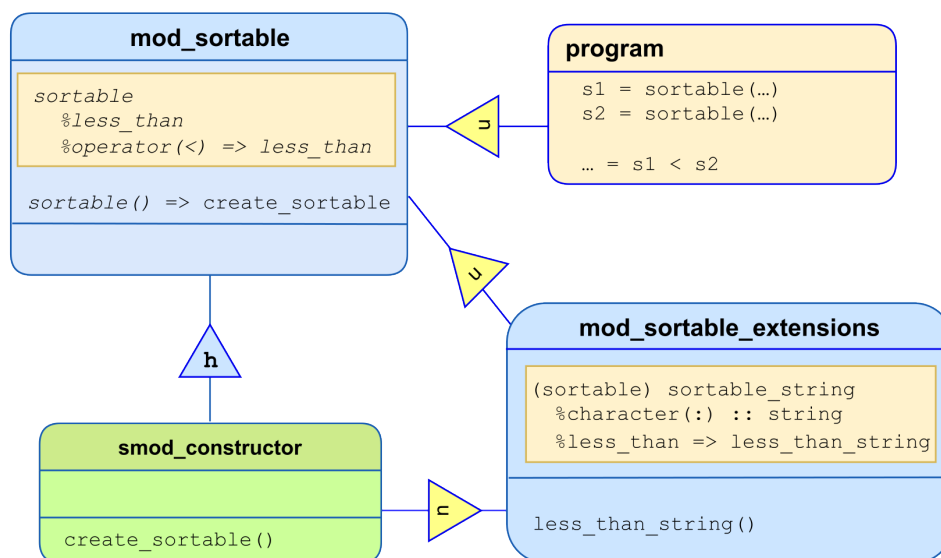 mod_sortable
sortable
%less_than
%operator(<) => less_than
sortable() => create_sortable
program
s1 = sortable(…)
s2 = sortable(…)
… = s1 < s2
u
u
h
mod_sortable_extensions
(sortable) sortable_string
%character(:) :: string
%less_than => less_than_string
less_than_string()
smod_constructor
create_sortable()
u